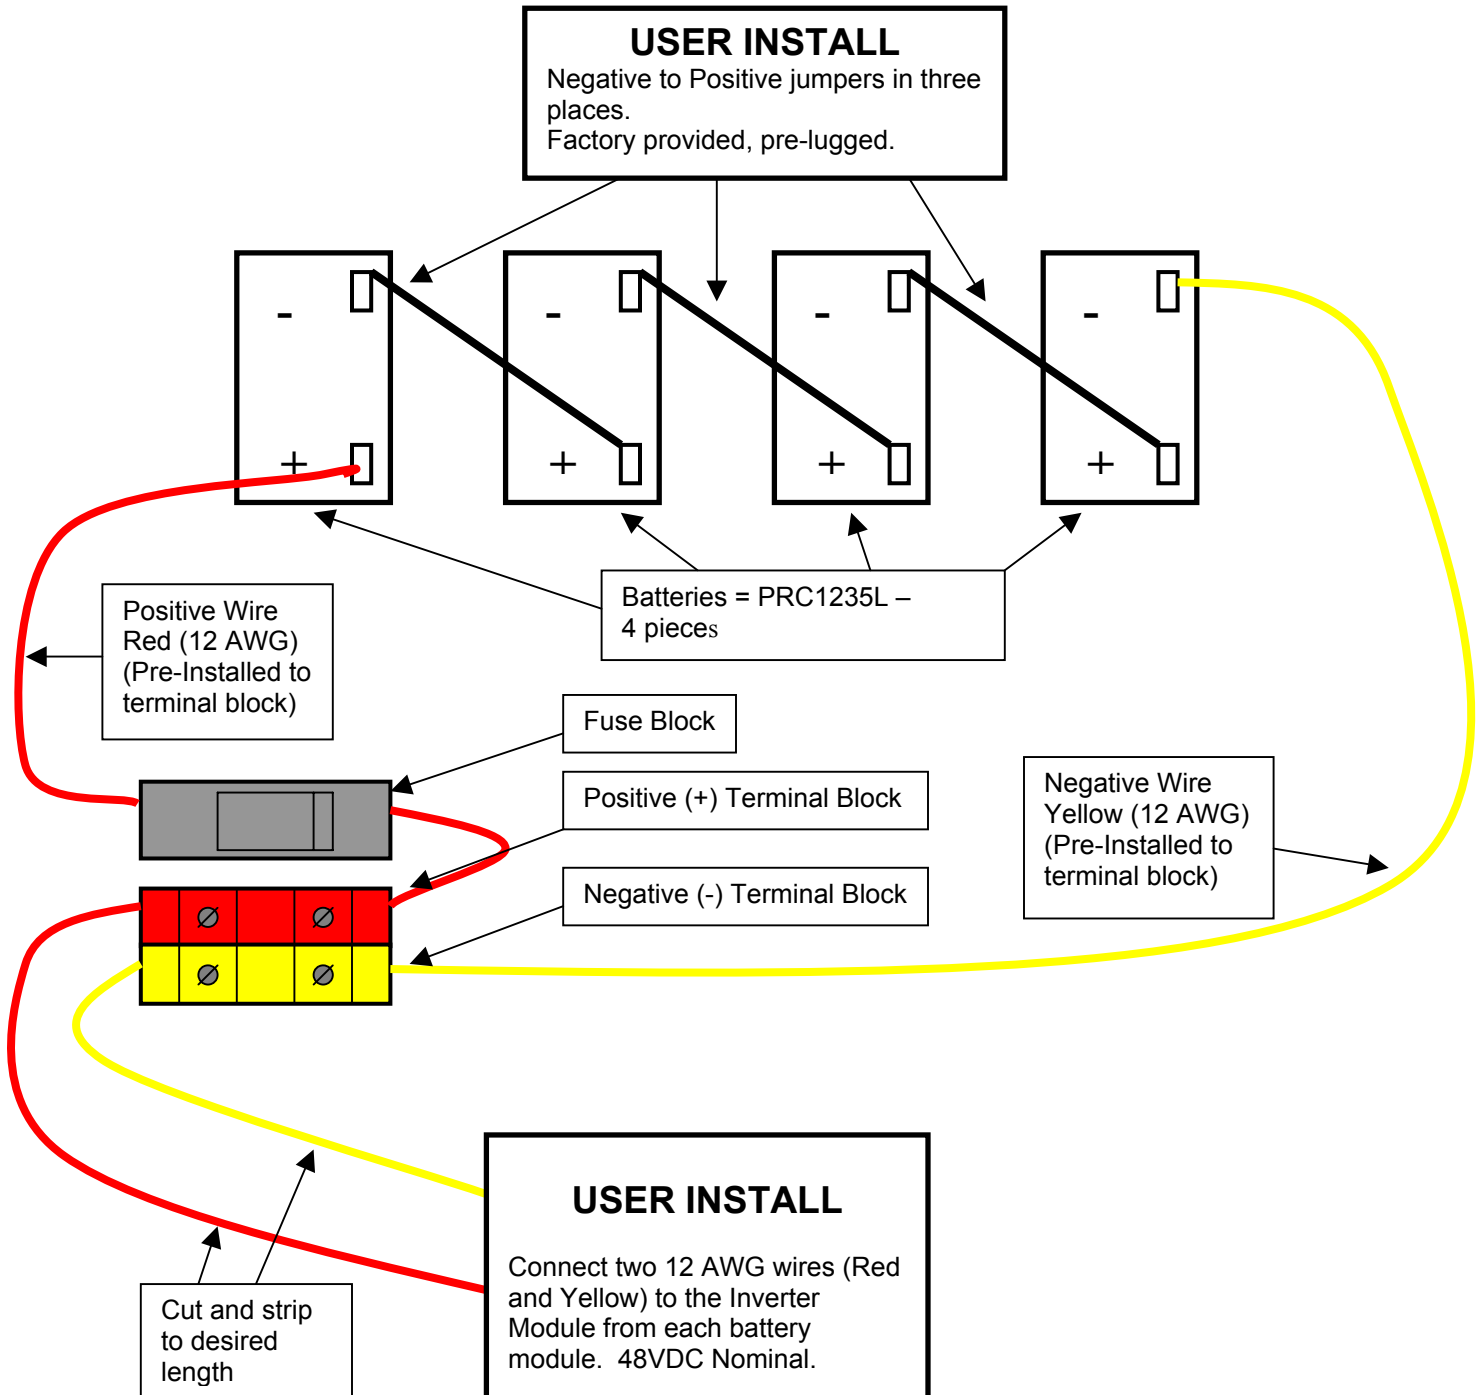 USER INSTALL
Negative to Positive jumpers in three
places.
Factory provided, pre-lugged.
- - - -
+ + + +
Batteries = PRC1235L –
4 pieces
Positive Wire
Red (12 AWG)
(Pre-Installed to
terminal block)
Fuse Block
Positive (+) Terminal Block
Negative (-) Terminal Block
Negative Wire
Yellow (12 AWG)
(Pre-Installed to
terminal block)
USER INSTALL
Connect two 12 AWG wires (Red
and Yellow) to the Inverter
Module from each battery
module.  48VDC Nominal.
Cut and strip
to desired
length